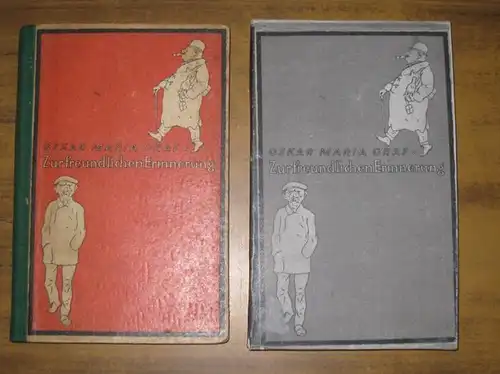 OSKAR MARIA GRAF:
Zur freundlichen Erinnerung
OSKAR MARIA GRAF:
Zur freundlichen Erinnerung